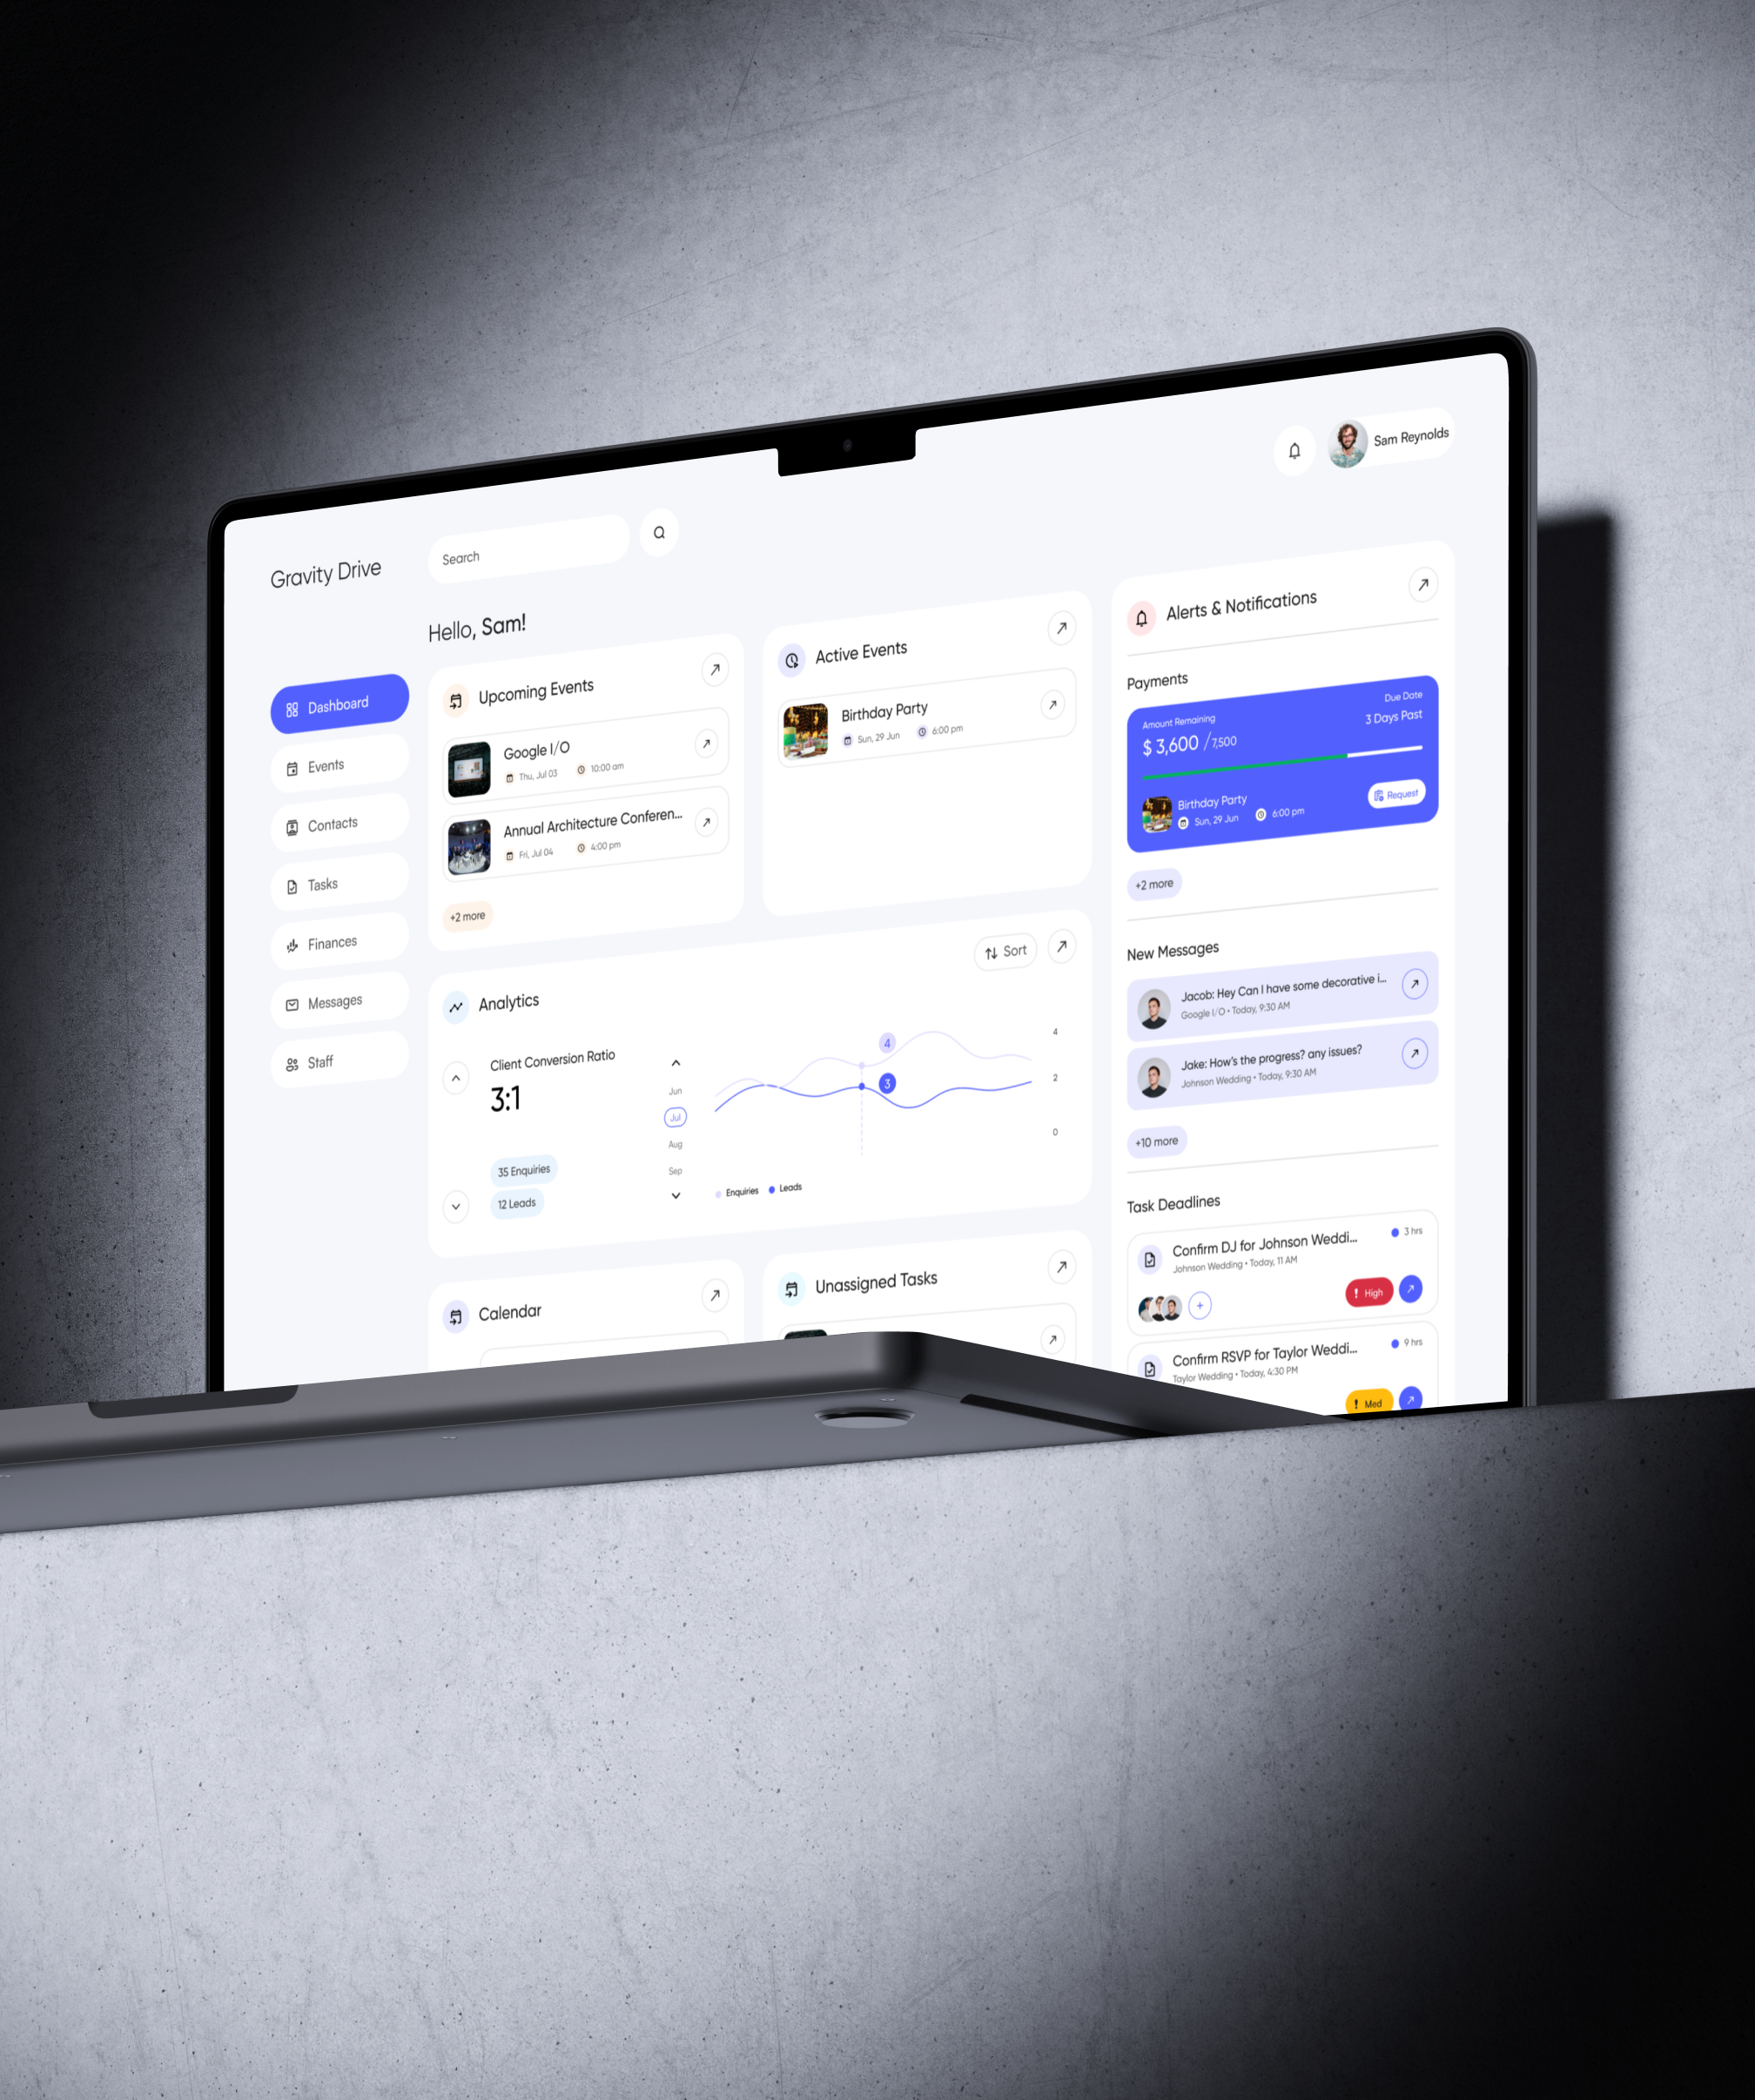 Sam Reynolds
Gravity Drive
Search
Hello, Sam!
Dashboard
Events
Contacts
Tasks
Finances
Messages
Staff
Upcoming Events
Google I/O
Thu, Jul 03
10:00 am
Annual Architecture Conferen...
Fri, Jul 04
4:00 pm
+2 more
Active Events
Birthday Party
Sun, 29 Jun
6:00 pm
Analytics
Sort
Client Conversion Ratio
3:1
35 Enquiries
12 Leads
Jun
Jul
Aug
Sep
4
3
4
2
0
Enquiries
Leads
Calendar
Unassigned Tasks
Alerts & Notifications
Payments
Amount Remaining
Due Date
$ 3,600 /7,500
3 Days Past
Birthday Party
Sun, 29 Jun
6:00 pm
Request
+2 more
New Messages
Jacob: Hey Can I have some decorative i...
Google I/O • Today, 9:30 AM
Jake: How's the progress? any issues?
Johnson Wedding • Today, 9:30 AM
+10 more
Task Deadlines
Confirm DJ for Johnson Weddi...
3 hrs
Johnson Wedding • Today, 11 AM
+
! High
Confirm RSVP for Taylor Weddi...
9 hrs
Taylor Wedding • Today, 4:30 PM
! Med